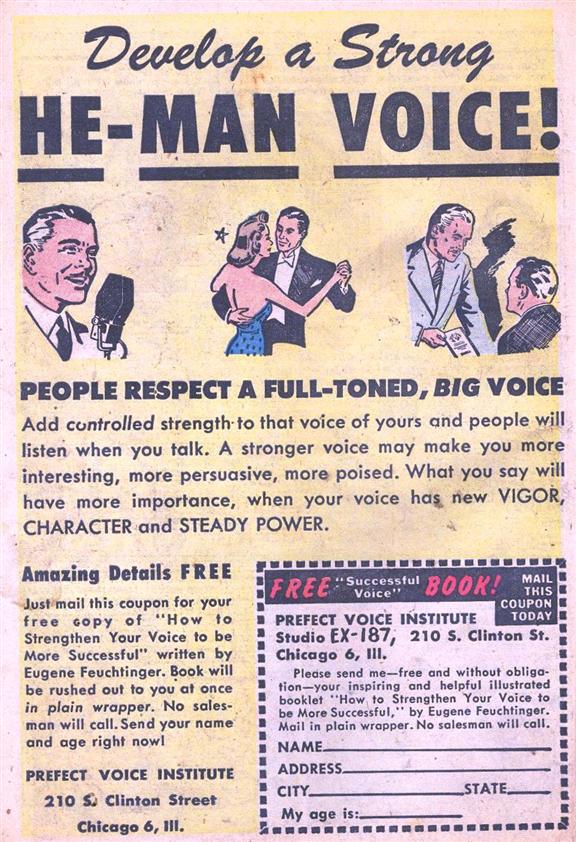 Develop a Strong
HE-MAN VOICE!
PEOPLE RESPECT A FULL-TONED, BIG VOICE
Add controlled strength to that voice of yours and people will
listen when you talk. A stronger voice may make you more
interesting, more persuasive, more poised. What you say will
have more importance, when your voice has new VIGOR,
CHARACTER and STEADY POWER.
Amazing Details FREE
Just mail this coupon for your
free copy of "How to
Strengthen Your Voice to be
More Successful" written by
Eugene Feuchtinger. Book will
be rushed out to you at once
in plain wrapper. No sales-
man will call. Send your name
and age right now!
PREFECT VOICE INSTITUTE
210 S. Clinton Street
Chicago 6, Ill.
FREE "Successful Voice" BOOK!
MAIL
THIS
COUPON
TODAY
PREFECT VOICE INSTITUTE
Studio EX-187, 210 S. Clinton St.
Chicago 6, Ill.
Please send me—free and without obliga-
tion—your inspiring and helpful illustrated
booklet "How to Strengthen Your Voice to
be More Successful," by Eugene Feuchtinger.
Mail in plain wrapper. No salesman will call.
NAME
ADDRESS
CITY STATE
My age is: